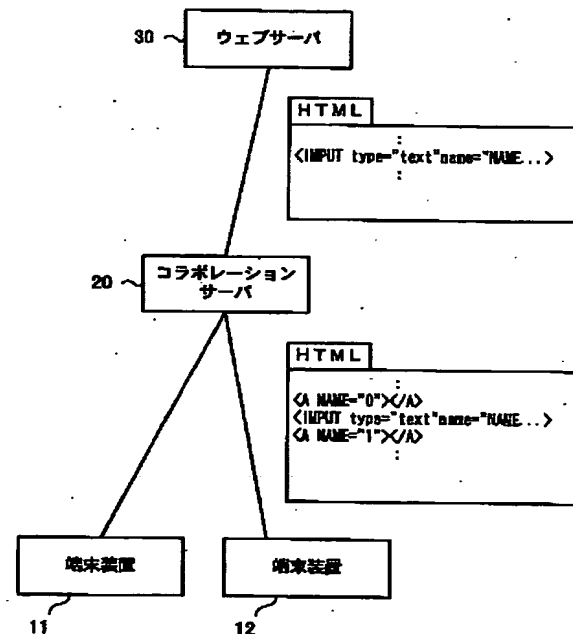 30
ウェブサーバ
HTML
:
<INPUT type="text"name="NAME...>
:
20
コラボレーション
サーバ
HTML
:
<A NAME="0"></A>
<INPUT type="text"name="NAME...>
<A NAME="1"></A>
:
端末装置
端末装置
11
12